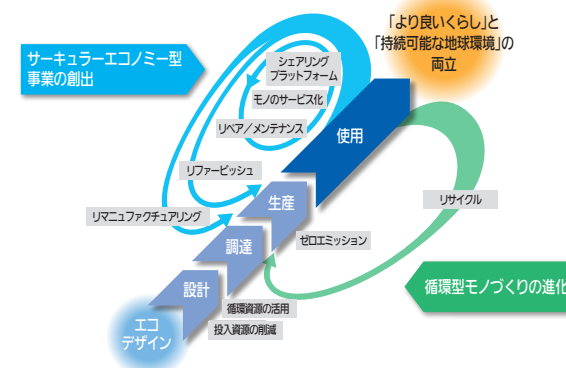 「より良いくらし」と
「持続可能な地球環境」の
両立
サーキュラーエコノミー型
事業の創出
シェアリング
プラットフォーム
モノのサービス化
リペア／メンテナンス
使用
リファービッシュ
生産
リサイクル
リマニュファクチュアリング
調達
ゼロエミッション
設計
循環型モノづくりの進化
循環資源の活用
エコ
デザイン
投入資源の削減